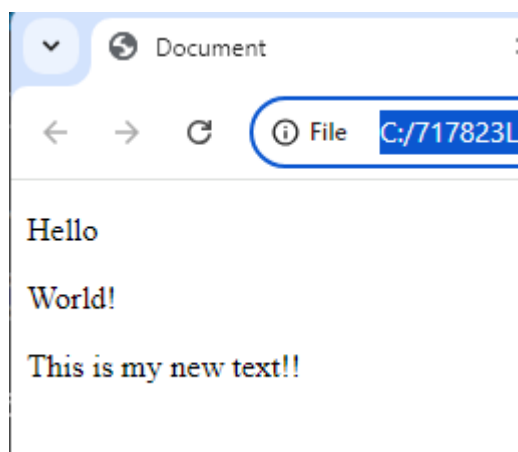 Document
File C:/717823L
Hello
World!
This is my new text!!